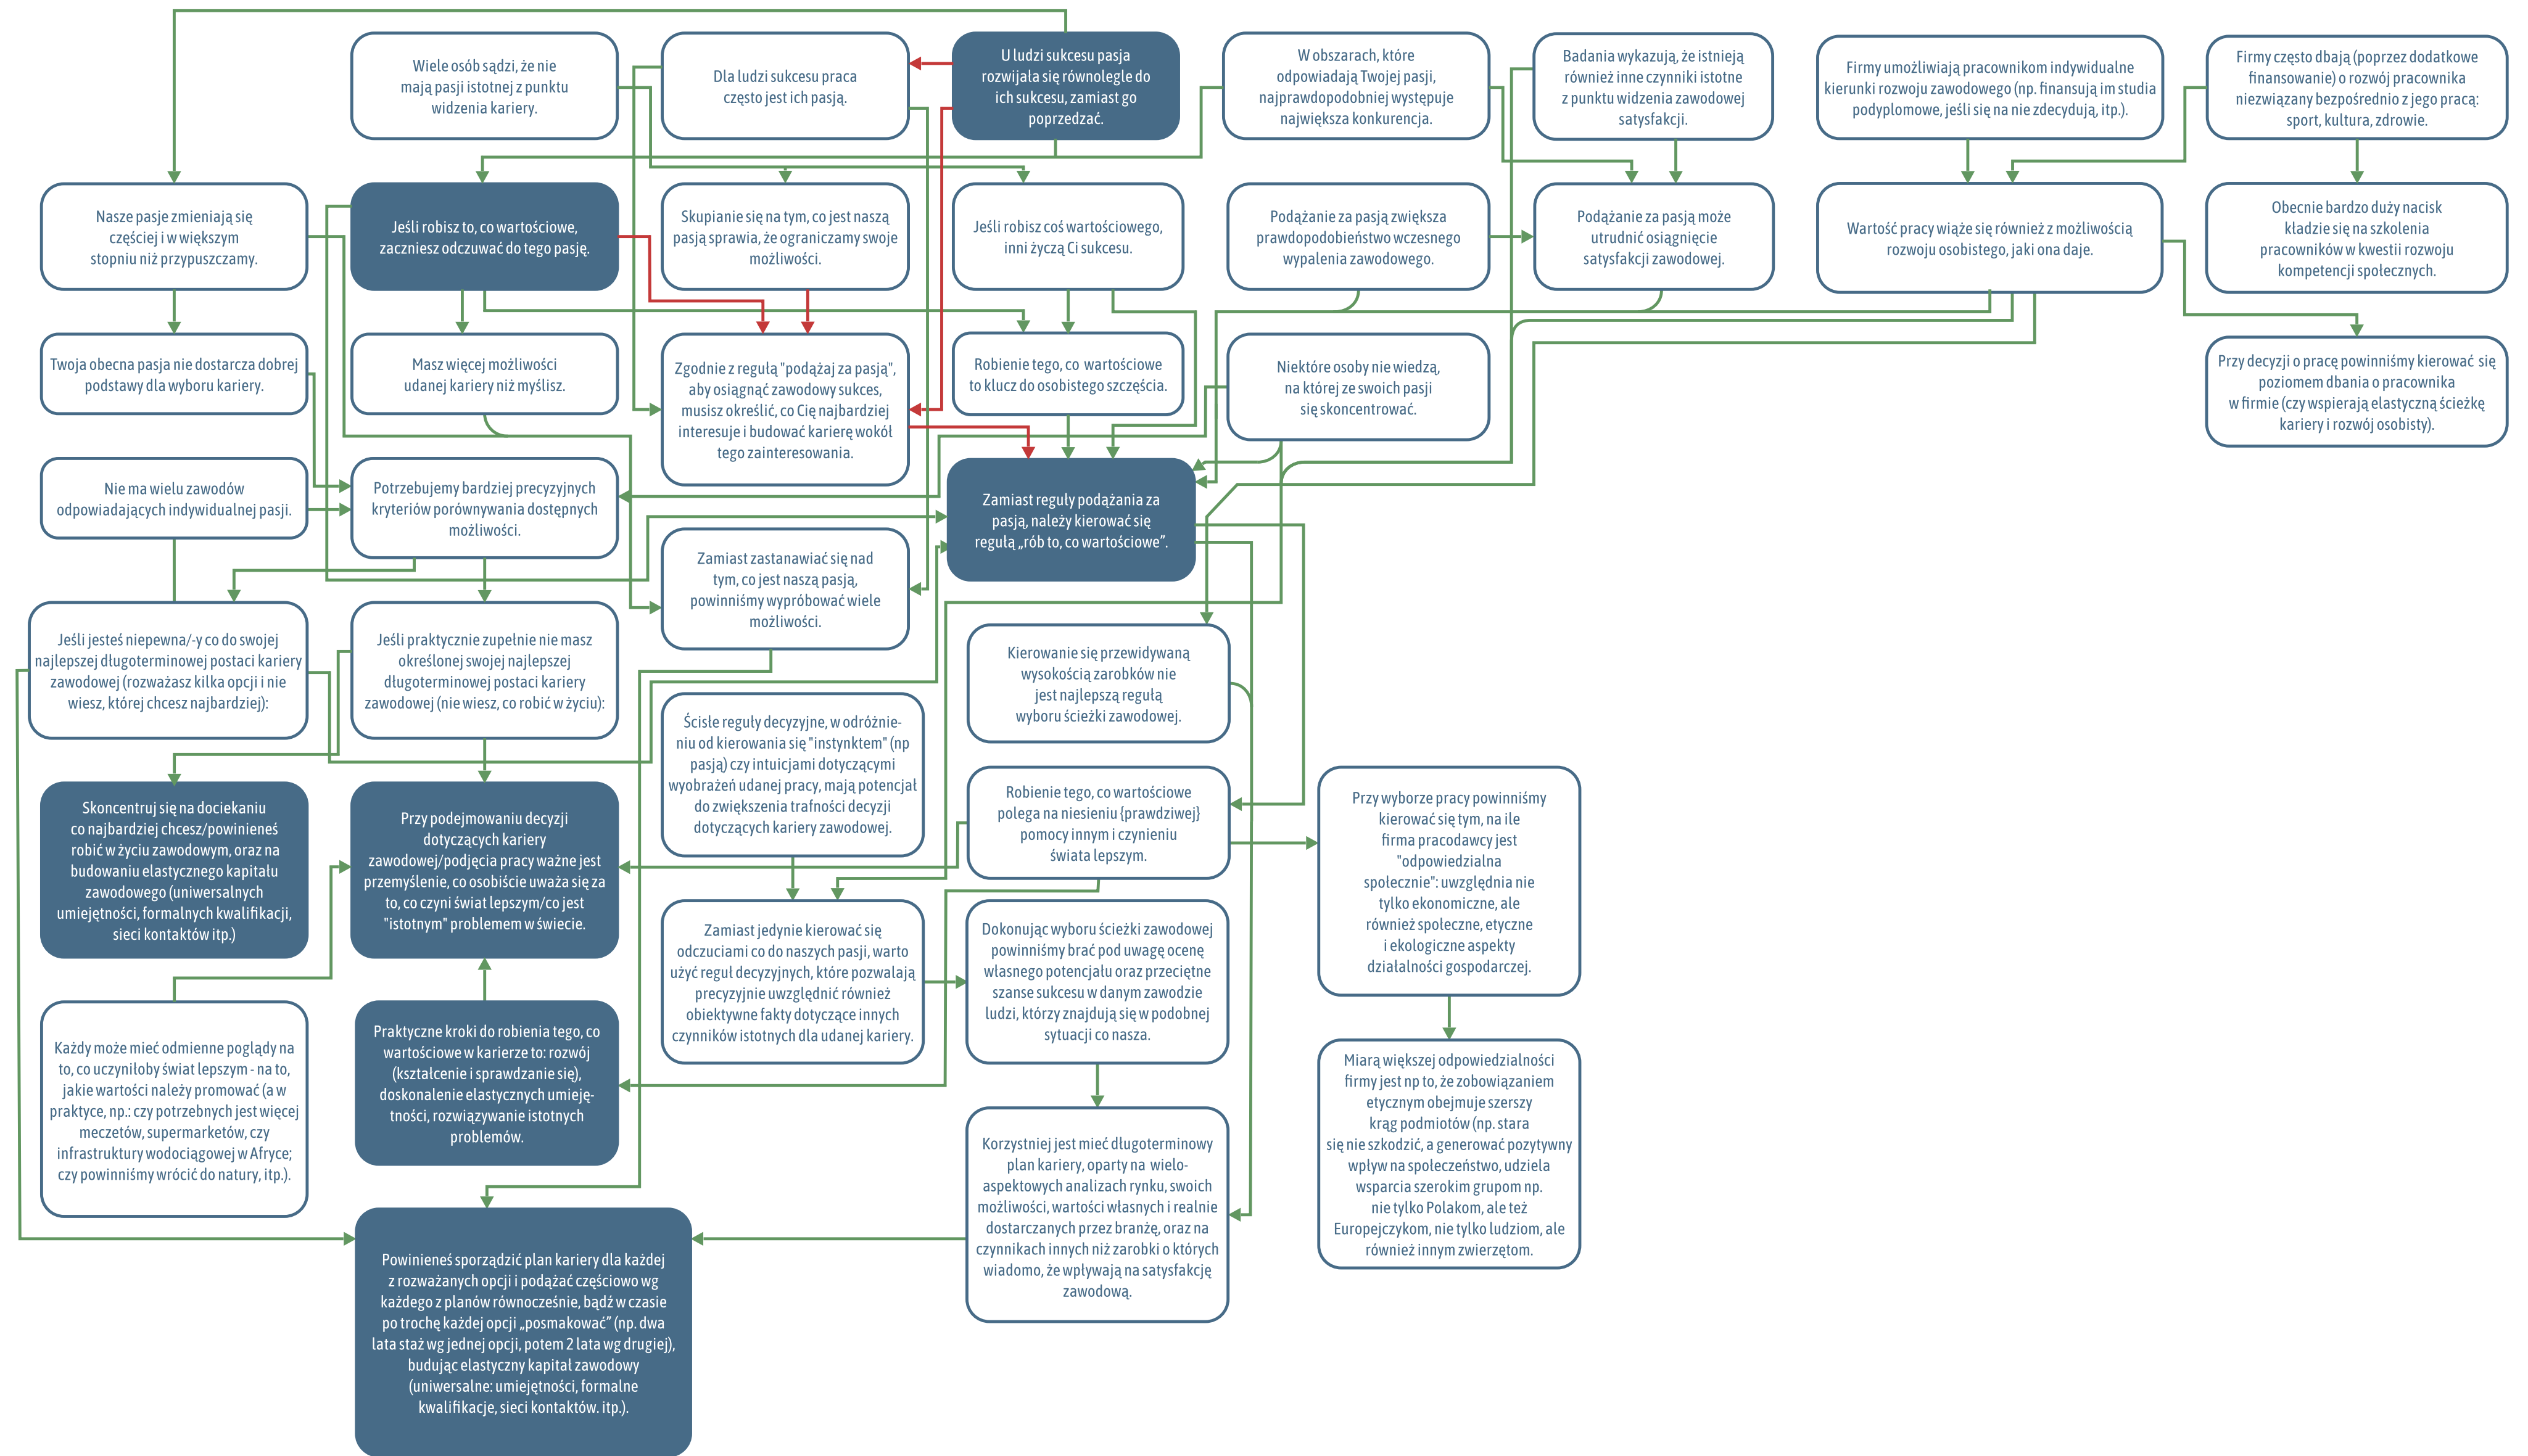 Wiele osób sądzi, że nie
mają pasji istotnej z punktu
widzenia kariery.
Dla ludzi sukcesu praca
często jest ich pasją.
U ludzi sukcesu pasja
rozwijala się równolegle do
ich sukcesu, zamiast go
poprzedzać.
W obszarach, które
odpowiadają Twojej pasji,
najprawdopodobniej występuje
największa konkurencja.
Badania wykazują, że istnieją
również inne czynniki istotne
z punktu widzenia zawodowej
satysfakcji.
Firmy umożliwiają pracownikom indywidualne
kierunki rozwoju zawodowego (np. finansują im studia
podyplomowe, jeśli się na nie zdecydują, itp.).
Firmy często dbają (poprzez dodatkowe
finansowanie) o rozwój pracownika
niezwiązany bezpośrednio z jego pracą:
sport, kultura, zdrowie.
Nasze pasje zmieniają się
częściej i w większym
stopniu niż przypuszczamy.
Jeśli robisz to, co wartościowe,
zaczniesz odczuwać do tego pasję.
Skupianie się na tym, co jest naszą
pasją sprawia, że ograniczamy swoje
możliwości.
Jeśli robisz coś wartościowego,
inni życzą Ci sukcesu.
Podążanie za pasją zwiększa
prawdopodobieństwo wczesnego
wypalenia zawodowego.
Podążanie za pasją może
utrudnić osiągnięcie
satysfakcji zawodowej.
Wartość pracy wiąże się również z możliwością
rozwoju osobistego, jaki ona daje.
Obecnie bardzo duży nacisk
kładzie się na szkolenia
pracowników w kwestii rozwoju
kompetencji społecznych.
Twoja obecna pasja nie dostarcza dobrej
podstawy dla wyboru kariery.
Masz więcej możliwości
udanej kariery niż myślisz.
Zgodnie z regułą "podążaj za pasją",
aby osiągnąć zawodowy sukces,
musisz określić, co Cię najbardziej
interesuje i budować karierę wokół
tego zainteresowania.
Robienie tego, co wartościowe
to klucz do osobistego szczęścia.
Niektóre osoby nie wiedzą,
na której ze swoich pasji
się skoncentrować.
Przy decyzji o pracę powinniśmy kierować się
poziomem dbania o pracownika
w firmie (czy wspierają elastyczną ścieżkę
kariery i rozwój osobisty).
Nie ma wielu zawodów
odpowiadających indywidualnej pasji.
Potrzebujemy bardziej precyzyjnych
kryteriów porównywania dostępnych
możliwości.
Zamiast reguły podążania za
pasją, należy kierować się
regułą „rób to, co wartościowe”.
Zamiast zastanawiać się nad
tym, co jest naszą pasją,
powinniśmy wypróbować wiele
możliwości.
Jeśli jesteś niepewna/-y co do swojej
najlepszej długoterminowej postaci kariery
zawodowej (rozważasz kilka opcji i nie
wiesz, której chcesz najbardziej):
Jeśli praktycznie zupełnie nie masz
określonej swojej najlepszej
długoterminowej postaci kariery
zawodowej (nie wiesz, co robić w życiu):
Kierowanie się przewidywaną
wysokością zarobków nie
jest najlepszą regułą
wyboru ścieżki zawodowej.
Ścisłe reguły decyzyjne, w odróżnie-
niu od kierowania się "instynktem" (np
pasją) czy intuicjami dotyczącymi
wyobrażeń udanej pracy, mają potencjał
do zwiększenia trafności decyzji
dotyczących kariery zawodowej.
Skoncentruj się na dociekaniu
co najbardziej chcesz/powinieneś
robić w życiu zawodowym, oraz na
budowaniu elastycznego kapitału
zawodowego (uniwersalnych
umiejętności, formalnych kwalifikacji,
sieci kontaktów itp.)
Przy podejmowaniu decyzji
dotyczących kariery
zawodowej/podjęcia pracy ważne jest
przemyślenie, co osobiście uważa się za
to, co czyni świat lepszym/co jest
"istotnym" problemem w świecie.
Robienie tego, co wartościowe
polega na niesieniu {prawdziwej}
pomocy innym i czynieniu
świata lepszym.
Przy wyborze pracy powinniśmy
kierować się tym, na ile
firma pracodawcy jest
"odpowiedzialna
społecznie": uwzględnia nie
tylko ekonomiczne, ale
również społeczne, etyczne
i ekologiczne aspekty
działalności gospodarczej.
Zamiast jedynie kierować się
odczuciami co do naszych pasji, warto
użyć reguł decyzyjnych, które pozwalają
precyzyjnie uwzględnić również
obiektywne fakty dotyczące innych
czynników istotnych dla udanej kariery.
Dokonując wyboru ścieżki zawodowej
powinniśmy brać pod uwagę ocenę
własnego potencjału oraz przeciętne
szanse sukcesu w danym zawodzie
ludzi, którzy znajdują się w podobnej
sytuacji co nasza.
Każdy może mieć odmienne poglądy na
to, co uczyniłoby świat lepszym - na to,
jakie wartości należy promować (a w
praktyce, np.: czy potrzebnych jest więcej
meczetów, supermarketów, czy
infrastruktury wodociągowej w Afryce;
czy powinniśmy wrócić do natury, itp.).
Praktyczne kroki do robienia tego, co
wartościowe w karierze to: rozwój
(kształcenie i sprawdzanie się),
doskonalenie elastycznych umieję-
tności, rozwiązywanie istotnych
problemów.
Miarą większej odpowiedzialności
firmy jest np to, że zobowiązaniem
etycznym obejmuje szerszy
krąg podmiotów (np. stara
się nie szkodzić, a generować pozytywny
wpływ na społeczeństwo, udziela
wsparcia szerokim grupom np.
nie tylko Polakom, ale też
Europejczykom, nie tylko ludziom, ale
również innym zwierzętom.
Korzystniej jest mieć długoterminowy
plan kariery, oparty na wielo-
aspektowych analizach rynku, swoich
możliwości, wartości własnych i realnie
dostarczanych przez branżę, oraz na
czynnikach innych niż zarobki o których
wiadomo, że wpływają na satysfakcję
zawodową.
Powinieneś sporządzić plan kariery dla każdej
z rozważanych opcji i podążać częściowo wg
każdego z planów równocześnie, bądź w czasie
po trochę każdej opcji „posmakować” (np. dwa
lata staż wg jednej opcji, potem 2 lata wg drugiej),
budując elastyczny kapitał zawodowy
(uniwersalne: umiejętności, formalne
kwalifikacje, sieci kontaktów. itp.).